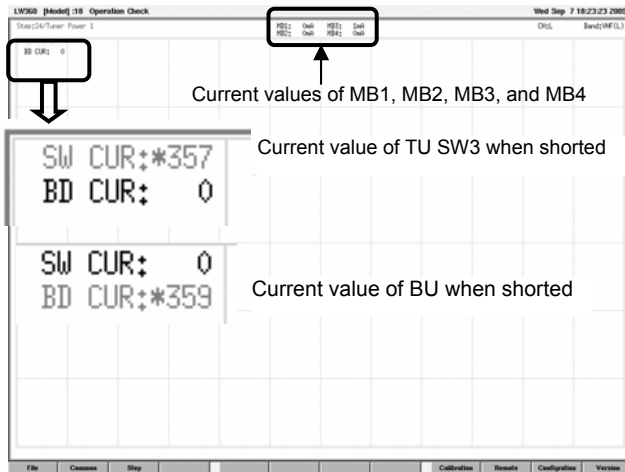 LW360 [Model] :18 Operation Check Wed Sep 7 18:23:23 2005
Step:24/Tuner Power 1 MB1: 0mA MB3: 1mA CH:L Band:VHF(L)
MB2: 0mA MB4: 0mA
BD CUR: 0
Current values of MB1, MB2, MB3, and MB4
SW CUR:*357
Current value of TU SW3 when shorted
BD CUR: 0
SW CUR: 0
BD CUR:*359
Current value of BU when shorted
File Common Step Calibration Remote Configration Version